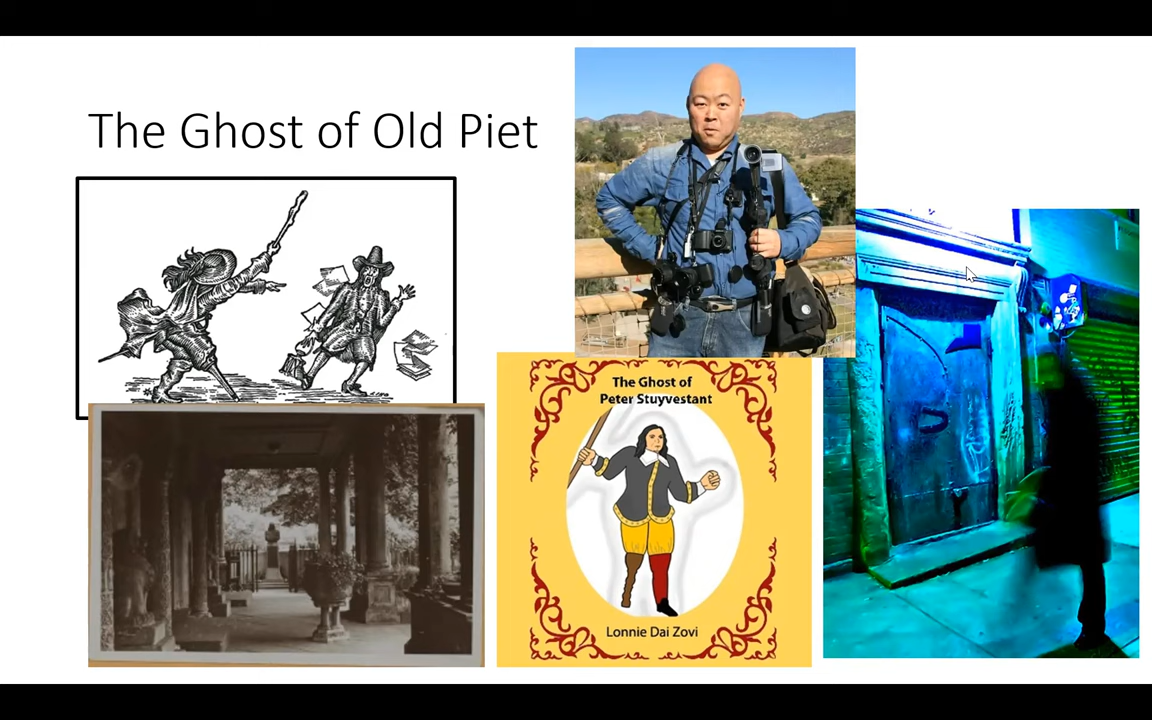 The Ghost of Old Piet
The Ghost of
Peter Stuyvestant
Lonnie Dai Zovi